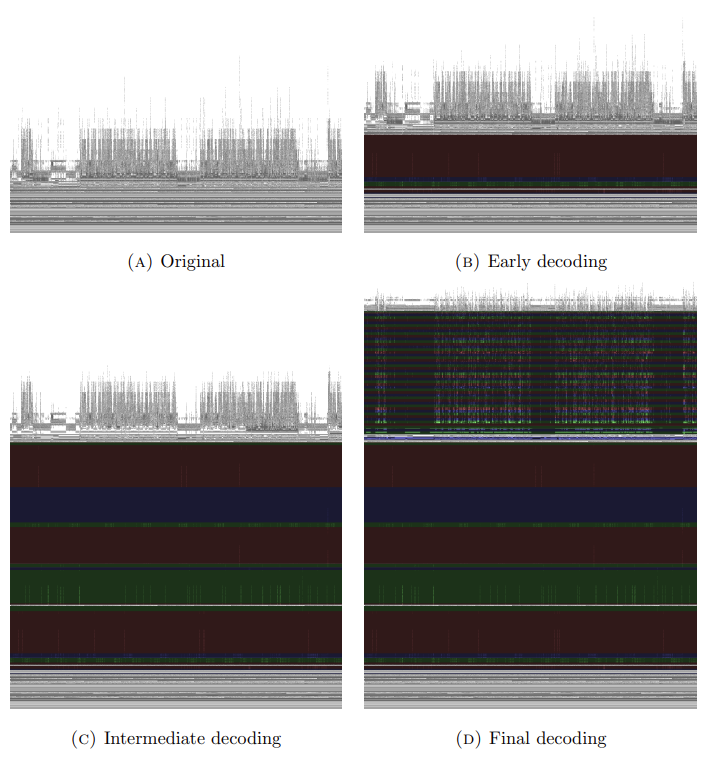 (A) Original
(B) Early decoding
(C) Intermediate decoding
(D) Final decoding